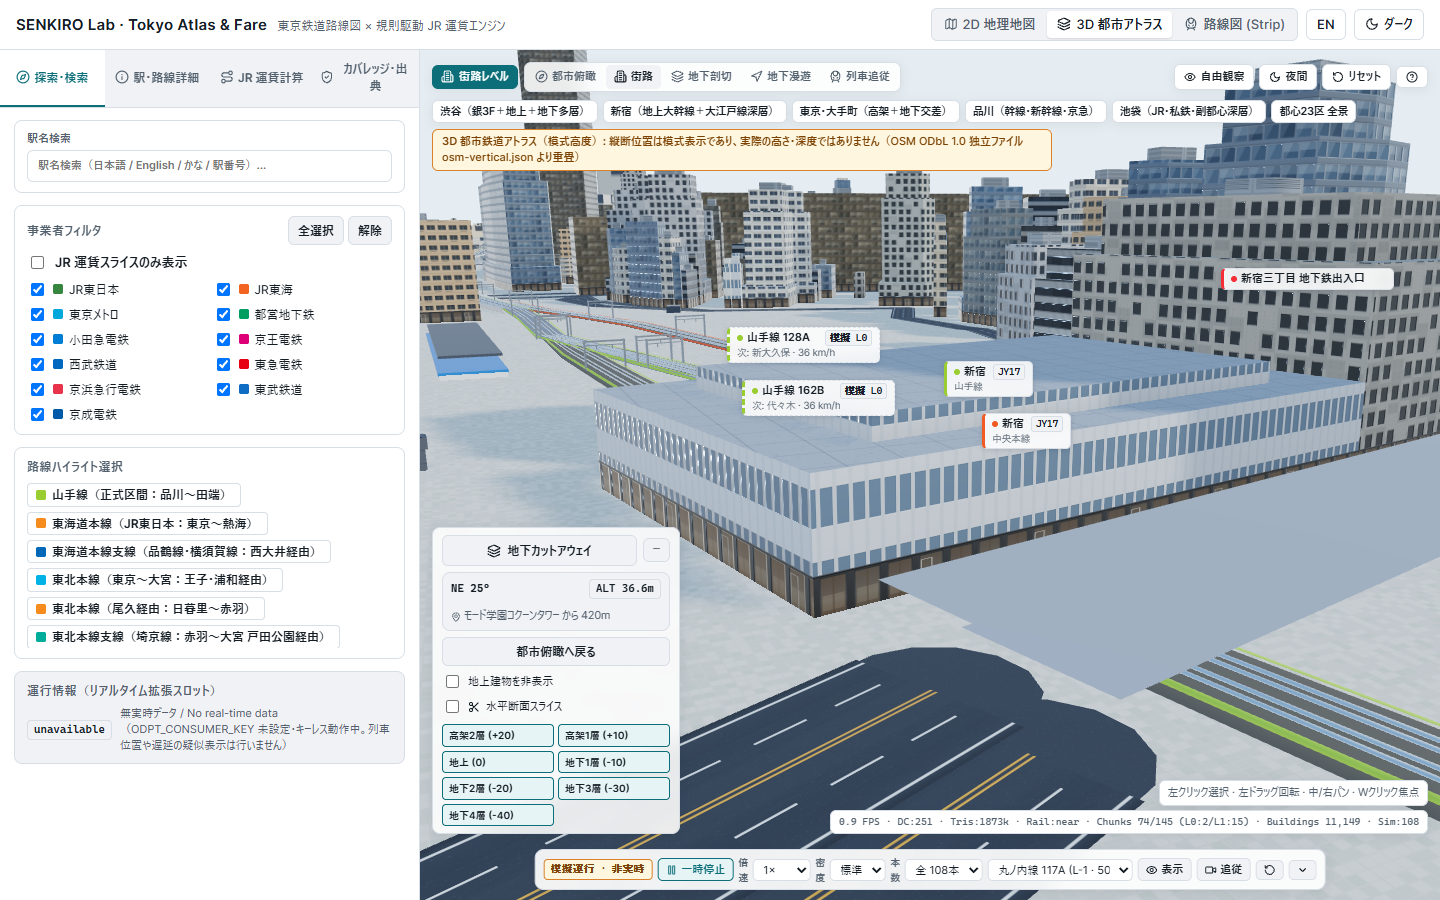 SENKIRO Lab · Tokyo Atlas & Fare 東京鉄道路線図 × 規則駆動 JR 運賃エンジン
2D 地理地図 3D 都市アトラス 路線図 (Strip) EN ダーク
探索・検索 駅・路線詳細 JR 運賃計算 カバレッジ・出典
街路レベル 都市俯瞰 街路 地下剖切 地下漫遊 列車追従 自由観察 夜間 リセット
渋谷（銀3F＋地上＋地下多層） 新宿（地上大幹線＋大江戸線深層） 東京・大手町（高架＋地下交差） 品川（幹線・新幹線・京急） 池袋（JR・私鉄・副都心深層） 都心23区 全景
3D 都市鉄道アトラス（模式高度）：縦断位置は模式表示であり、実際の高さ・深度ではありません（OSM ODbL 1.0 独立ファイル
osm-vertical.json より重畳）
駅名検索
駅名検索（日本語 / English / かな / 駅番号）...
事業者フィルタ 全選択 解除
JR 運賃スライスのみ表示
JR東日本 JR東海
東京メトロ 都営地下鉄
小田急電鉄 京王電鉄
西武鉄道 東急電鉄
京浜急行電鉄 東武鉄道
京成電鉄
路線ハイライト選択
山手線（正式区間：品川〜田端）
東海道本線（JR東日本：東京〜熱海）
東海道本線支線（品鶴線・横須賀線：西大井経由）
東北本線（東京〜大宮：王子・浦和経由）
東北本線（尾久経由：日暮里〜赤羽）
東北本線支線（埼京線：赤羽〜大宮 戸田公園経由）
運行情報（リアルタイム拡張スロット）
unavailable
無実時データ / No real-time data
（ODPT_CONSUMER_KEY 未設定・キーレス動作中。列車
位置や遅延の疑似表示は行いません）
新宿三丁目 地下鉄出入口
山手線 128A 模擬 L0
次: 新大久保 · 36 km/h
山手線 162B 模擬 L0
次: 代々木 · 36 km/h
新宿 JY17
山手線
新宿 JY17
中央本線
地下カットアウェイ −
NE 25° ALT 36.6m
モード学園コクーンタワー から 420m
都市俯瞰へ戻る
地上建物を非表示
水平断面スライス
高架2層 (+20) 高架1層 (+10)
地上 (0) 地下1層 (-10)
地下2層 (-20) 地下3層 (-30)
地下4層 (-40)
左クリック選択 · 左ドラッグ回転 · 中/右パン · Wクリック焦点
0.9 FPS · DC:251 · Tris:1873k · Rail:near · Chunks 74/145 (L0:2/L1:15) · Buildings 11,149 · Sim:108
模擬運行 · 非実時 一時停止 倍速 1× 密度 標準 本数 全 108本 丸ノ内線 117A (L-1 · 50 表示 追従